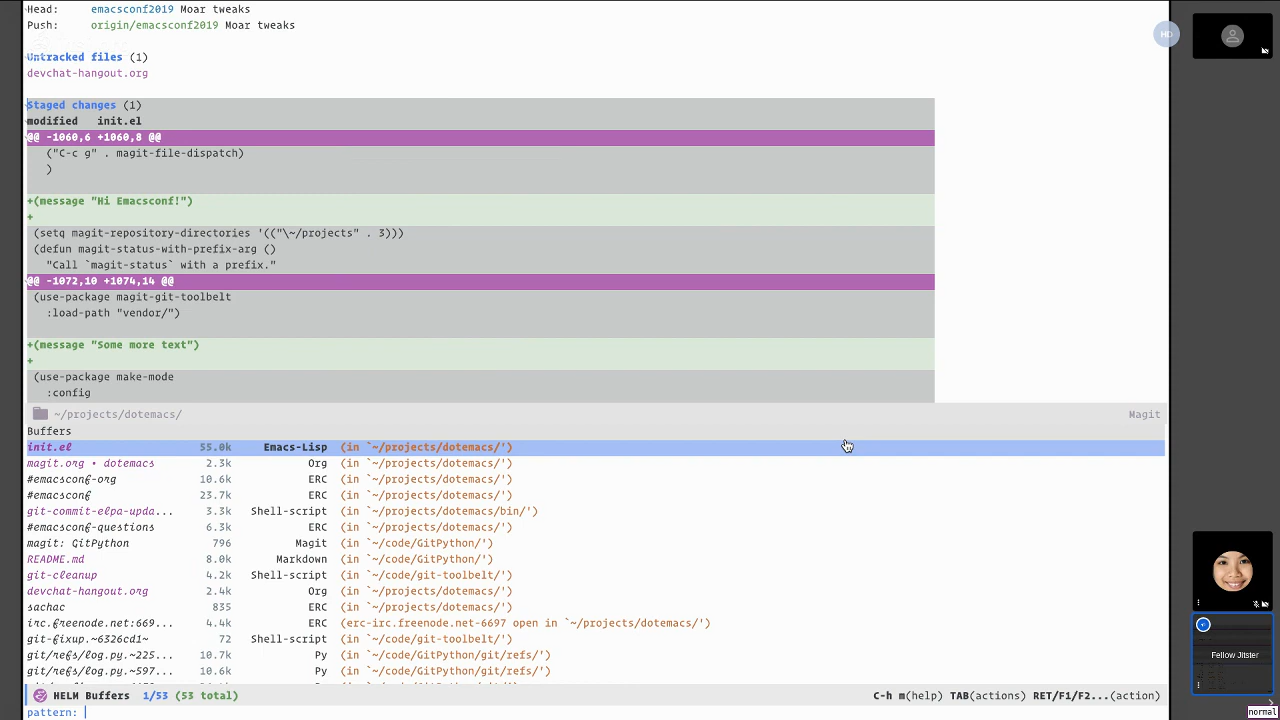 Head:     emacsconf2019 Moar tweaks
Push:     origin/emacsconf2019 Moar tweaks
Untracked files (1)
devchat-hangout.org
Staged changes (1)
modified   init.el
@@ -1060,6 +1060,8 @@
("C-c g" . magit-file-dispatch)
)
+(message "Hi Emacsconf!")
+
(setq magit-repository-directories '(("\~/projects" . 3)))
(defun magit-status-with-prefix-arg ()
"Call `magit-status` with a prefix."
@@ -1072,10 +1074,14 @@
(use-package magit-git-toolbelt
:load-path "vendor/")
+(message "Some more text")
+
(use-package make-mode
:config
~/projects/dotemacs/ Magit
Buffers
init.el 55.0k Emacs-Lisp (in `~/projects/dotemacs/')
magit.org • dotemacs 2.3k Org (in `~/projects/dotemacs/')
#emacsconf-org 10.6k ERC (in `~/projects/dotemacs/')
#emacsconf 23.7k ERC (in `~/projects/dotemacs/')
git-commit-elpa-upda... 3.3k Shell-script (in `~/projects/dotemacs/bin/')
#emacsconf-questions 6.3k ERC (in `~/projects/dotemacs/')
magit: GitPython 796 Magit (in `~/code/GitPython/')
README.md 8.0k Markdown (in `~/code/GitPython/')
git-cleanup 4.2k Shell-script (in `~/code/git-toolbelt/')
devchat-hangout.org 2.4k Org (in `~/projects/dotemacs/')
sachac 835 ERC (in `~/projects/dotemacs/')
irc.freenode.net:669... 4.4k ERC (erc-irc.freenode.net-6697 open in `~/projects/dotemacs/')
git-fixup.~6326cd1~ 72 Shell-script (in `~/code/git-toolbelt/')
git/refs/log.py.~225... 10.7k Py (in `~/code/GitPython/git/refs/')
git/refs/log.py.~597... 10.6k Py (in `~/code/GitPython/git/refs/')
HELM Buffers 1/53 (53 total) C-h m(help) TAB(actions) RET/F1/F2...(action)
pattern:
HD
Fellow Jitster
normal